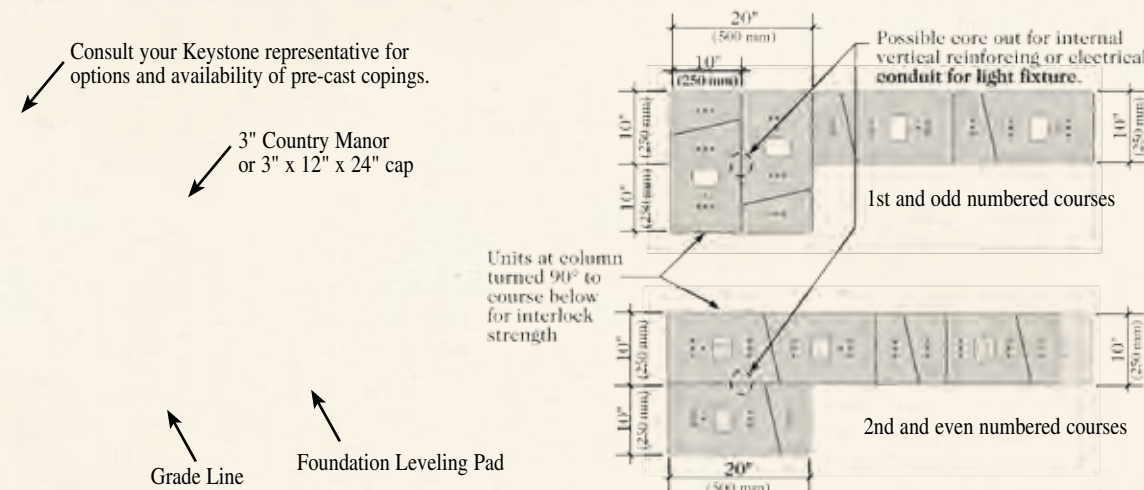 Consult your Keystone representative for
options and availability of pre-cast copings.
3" Country Manor
or 3" x 12" x 24" cap
Grade Line
Foundation Leveling Pad
20"
(500 mm)
10"
(250 mm)
Possible core out for internal
vertical reinforcing or electrical
conduit for light fixture.
10"
(250 mm)
10"
(250 mm)
10"
(250 mm)
1st and odd numbered courses
Units at column
turned 90° to
course below
for interlock
strength
10"
(250 mm)
10"
(250 mm)
10"
(250 mm)
2nd and even numbered courses
20"
(500 mm)